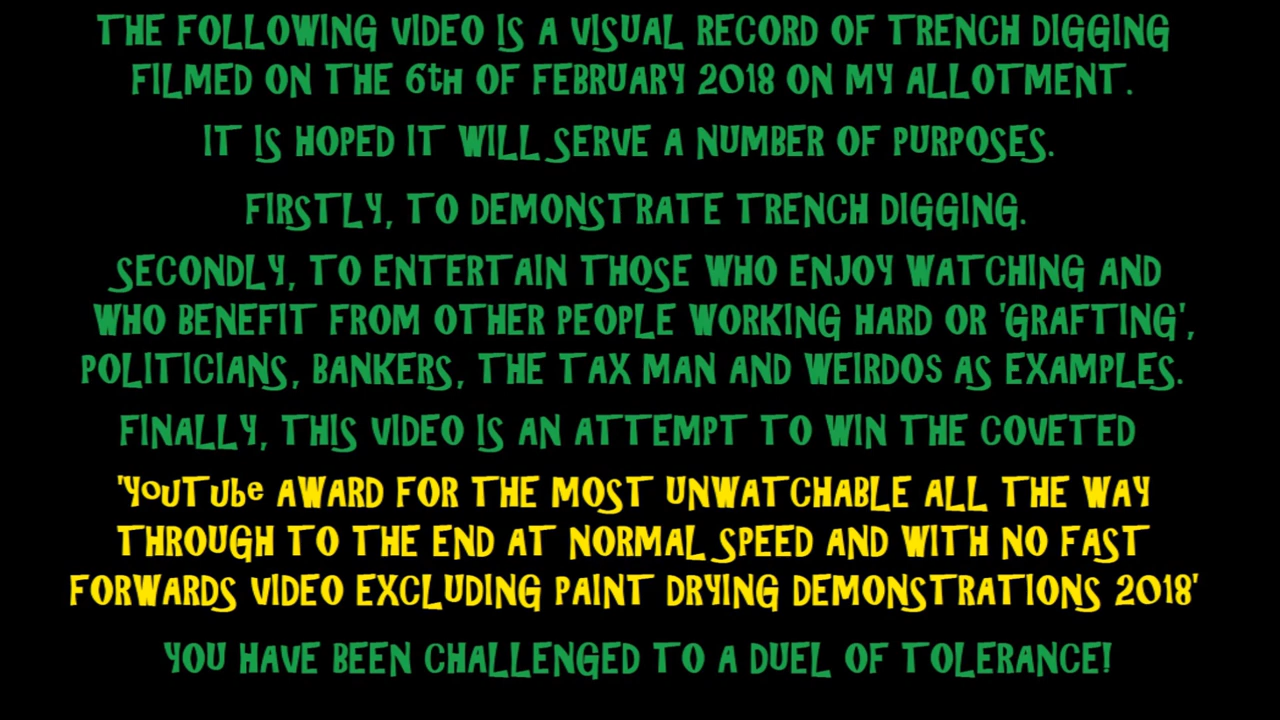 THE FOLLOWING VIDEO IS A VISUAL RECORD OF TRENCH DIGGING
FILMED ON THE 6th OF FEBRUARY 2018 ON MY ALLOTMENT.
IT IS HOPED IT WILL SERVE A NUMBER OF PURPOSES.
FIRSTLY, TO DEMONSTRATE TRENCH DIGGING.
SECONDLY, TO ENTERTAIN THOSE WHO ENJOY WATCHING AND
WHO BENEFIT FROM OTHER PEOPLE WORKING HARD OR 'GRAFTING',
POLITICIANS, BANKERS, THE TAX MAN AND WEIRDOS AS EXAMPLES.
FINALLY, THIS VIDEO IS AN ATTEMPT TO WIN THE COVETED
'YouTube AWARD FOR THE MOST UNWATCHABLE ALL THE WAY
THROUGH TO THE END AT NORMAL SPEED AND WITH NO FAST
FORWARDS VIDEO EXCLUDING PAINT DRYING DEMONSTRATIONS 2018'
YOU HAVE BEEN CHALLENGED TO A DUEL OF TOLERANCE!